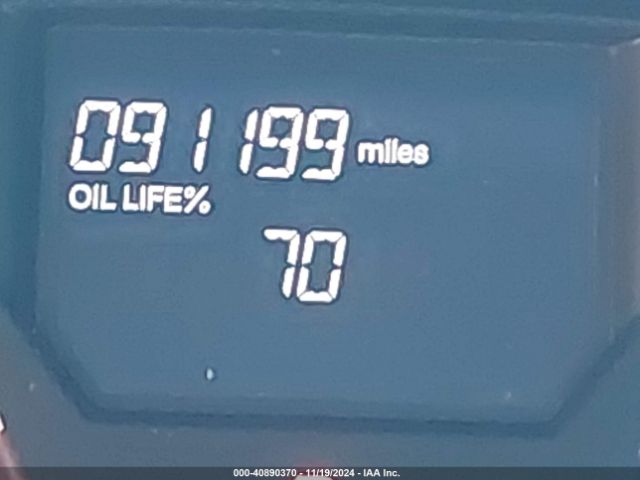 091199 miles
OIL LIFE%
70
000-40890370 - 11/19/2024 - IAA Inc.